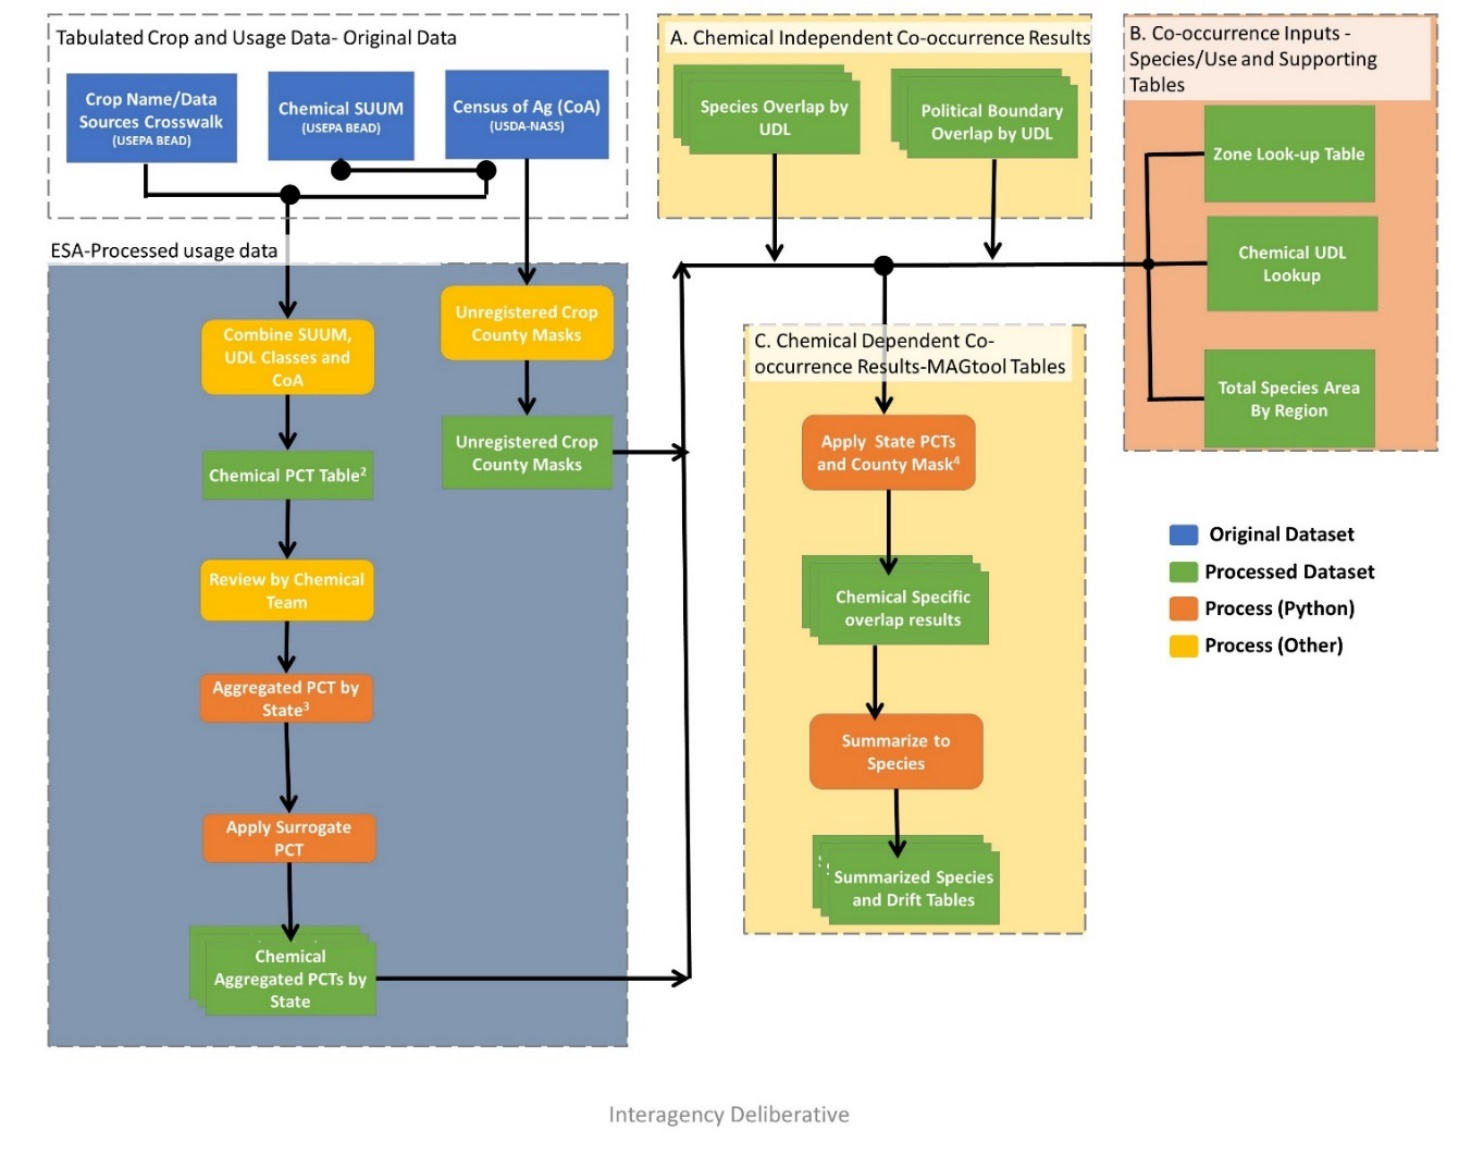 Tabulated Crop and Usage Data- Original Data
Crop Name/Data
Sources Crosswalk
(USEPA BEAD)
Chemical SUUM
(USEPA BEAD)
Census of Ag (CoA)
(USDA-NASS)
ESA-Processed usage data
Combine SUUM,
UDL Classes and
CoA
Chemical PCT Table²
Review by Chemical
Team
Aggregated PCT by
State³
Apply Surrogate
PCT
Chemical
Aggregated PCTs by
State
Unregistered Crop
County Masks
Unregistered Crop
County Masks
A. Chemical Independent Co-occurrence Results
Species Overlap by
UDL
Political Boundary
Overlap by UDL
B. Co-occurrence Inputs -
Species/Use and Supporting
Tables
Zone Look-up Table
Chemical UDL
Lookup
Total Species Area
By Region
C. Chemical Dependent Co-
occurrence Results-MAGtool Tables
Apply State PCTs
and County Mask⁴
Chemical Specific
overlap results
Summarize to
Species
Summarized Species
and Drift Tables
Original Dataset
Processed Dataset
Process (Python)
Process (Other)
Interagency Deliberative